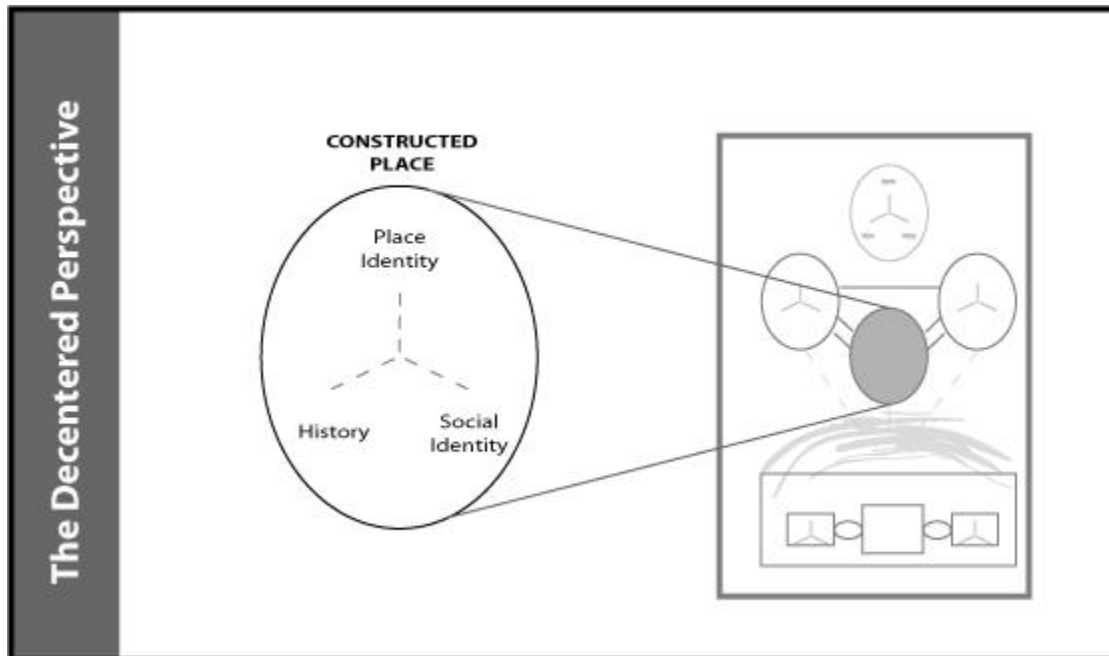 The Decentered Perspective
CONSTRUCTED
PLACE
Place
Identity
History
Social
Identity